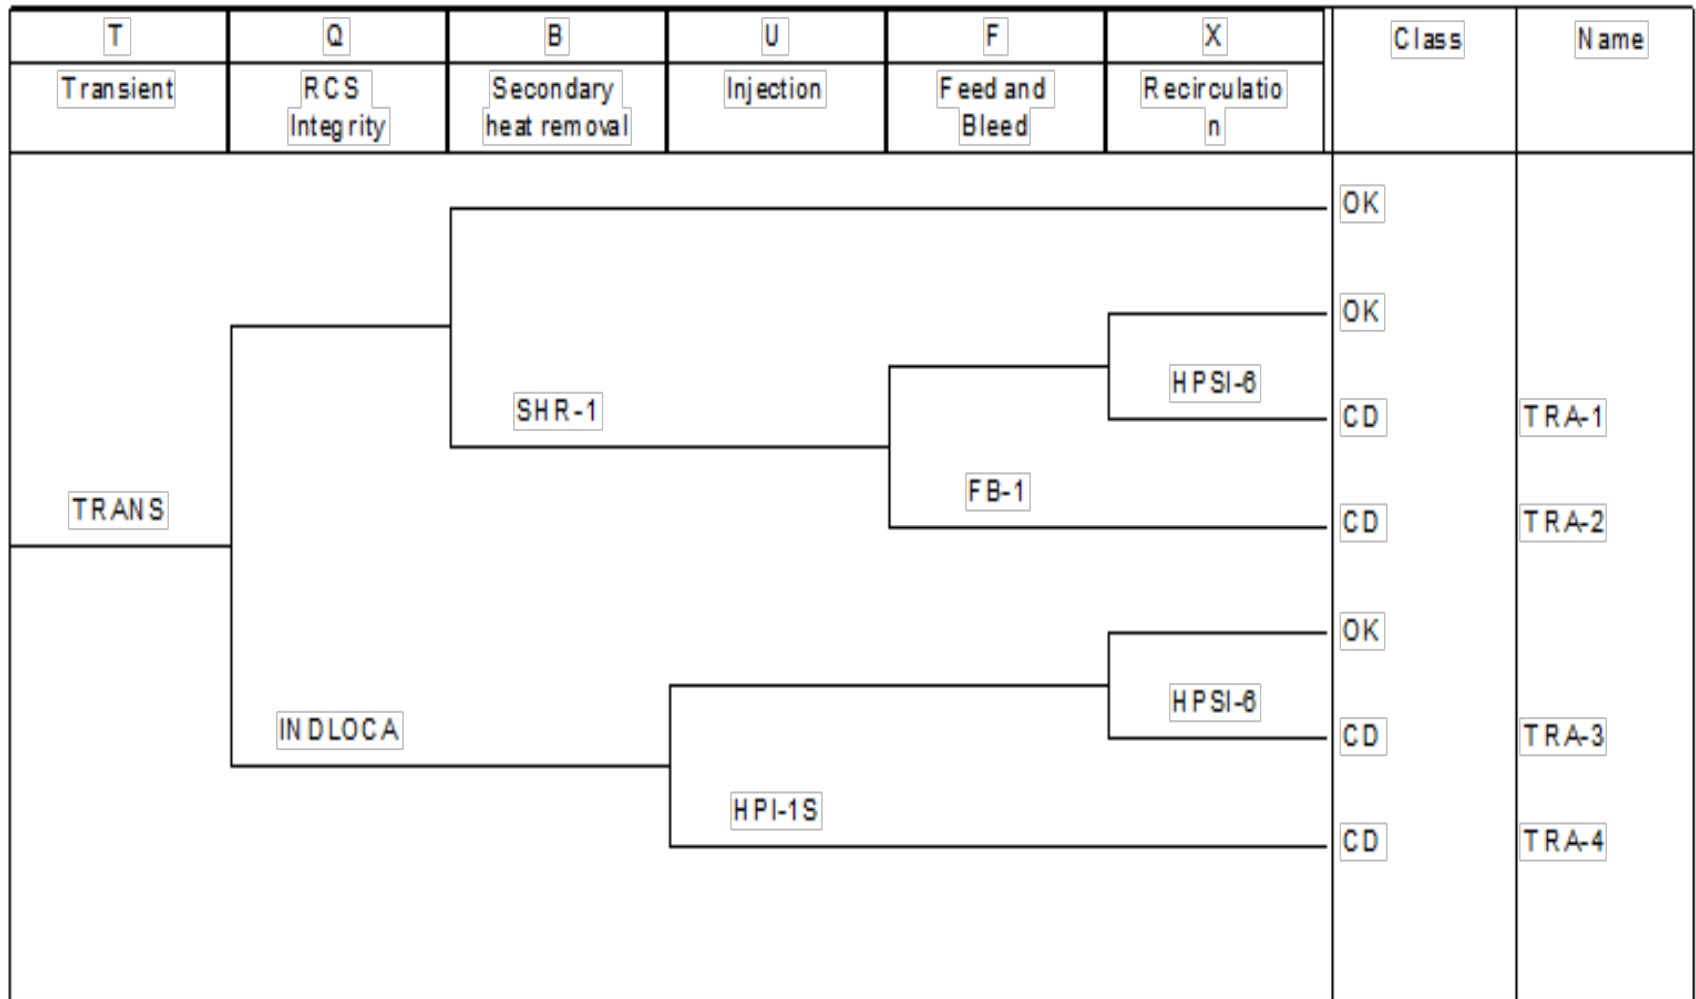 T Q B U F X Class Name
Transient RCS Integrity Secondary heat removal Injection Feed and Bleed Recirculatio n
OK
OK
HPSI-6
SHR-1
CD TRA-1
FB-1
TRANS
CD TRA-2
OK
HPSI-6
INDLOCA
CD TRA-3
HPI-1S
CD TRA-4